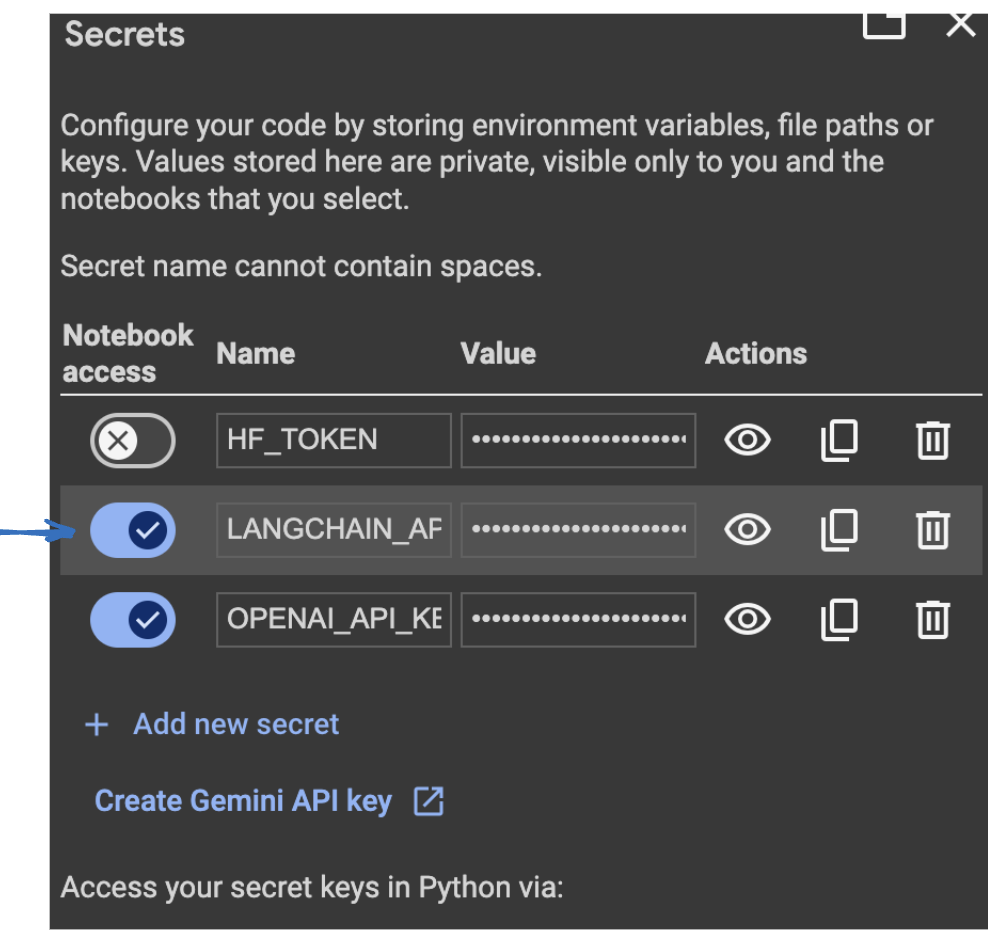 Secrets
Configure your code by storing environment variables, file paths or
keys. Values stored here are private, visible only to you and the
notebooks that you select.
Secret name cannot contain spaces.
Notebook access Name Value Actions
HF_TOKEN ••••••••••••••••••••••
LANGCHAIN_AP ••••••••••••••••••••••
OPENAI_API_KE ••••••••••••••••••••••
+ Add new secret
Create Gemini API key
Access your secret keys in Python via: